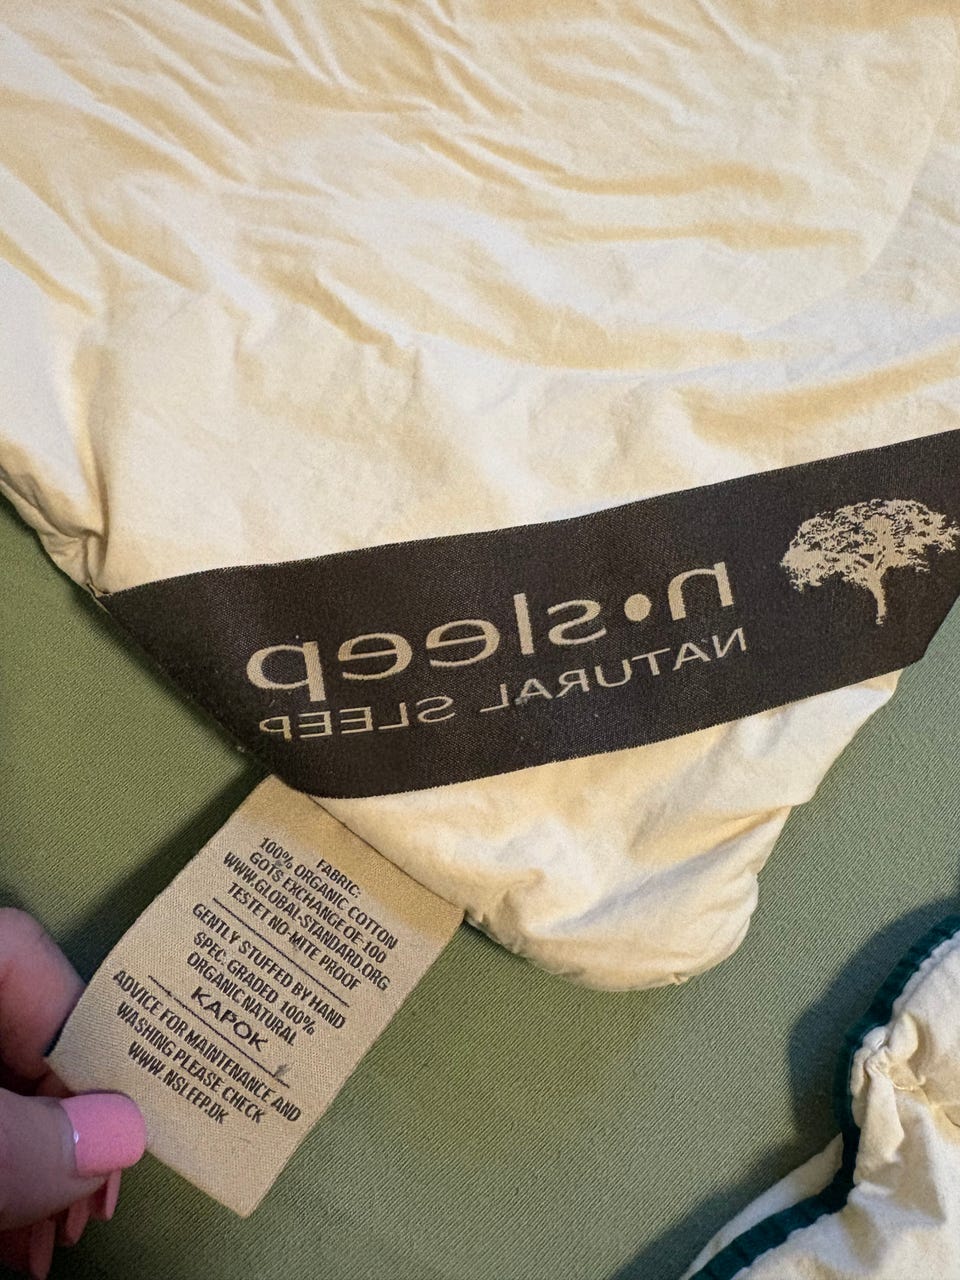 n•sleep
NATURAL SLEEP
FABRIC:
100% ORGANIC COTTON
GOTS EXCHANGE OE-100
WWW.GLOBAL-STANDARD.ORG
TESTET NO-MITE PROOF
GENTLY STUFFED BY HAND
SPEC: GRADED 100%
ORGANIC NATURAL
KAPOK
ADVICE FOR MAINTENANCE AND
WASHING PLEASE CHECK
WWW.NSLEEP.DK